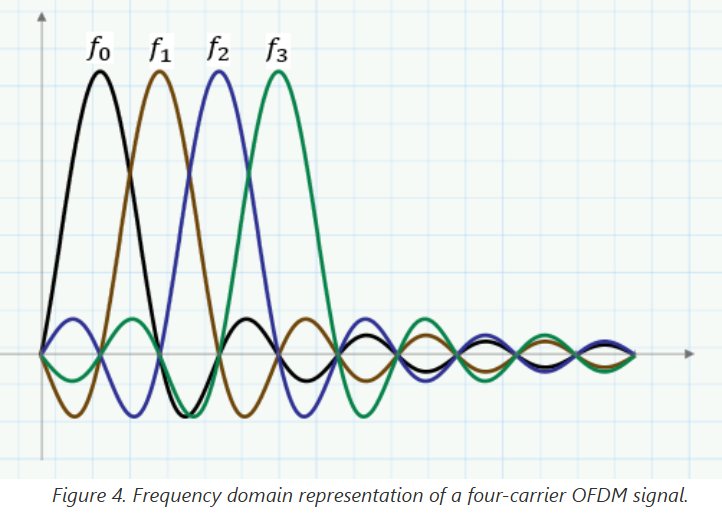 f₀ f₁ f₂ f₃
Figure 4. Frequency domain representation of a four-carrier OFDM signal.